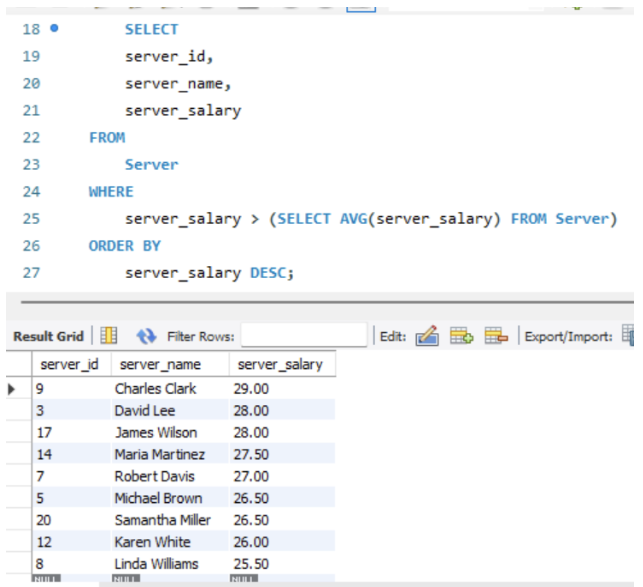 18 SELECT
19 server_id,
20 server_name,
21 server_salary
22 FROM
23 Server
24 WHERE
25 server_salary > (SELECT AVG(server_salary) FROM Server)
26 ORDER BY
27 server_salary DESC;
Result Grid Filter Rows: Edit: Export/Import:
server_id server_name server_salary
9 Charles Clark 29.00
3 David Lee 28.00
17 James Wilson 28.00
14 Maria Martinez 27.50
7 Robert Davis 27.00
5 Michael Brown 26.50
20 Samantha Miller 26.50
12 Karen White 26.00
8 Linda Williams 25.50
NULL NULL NULL